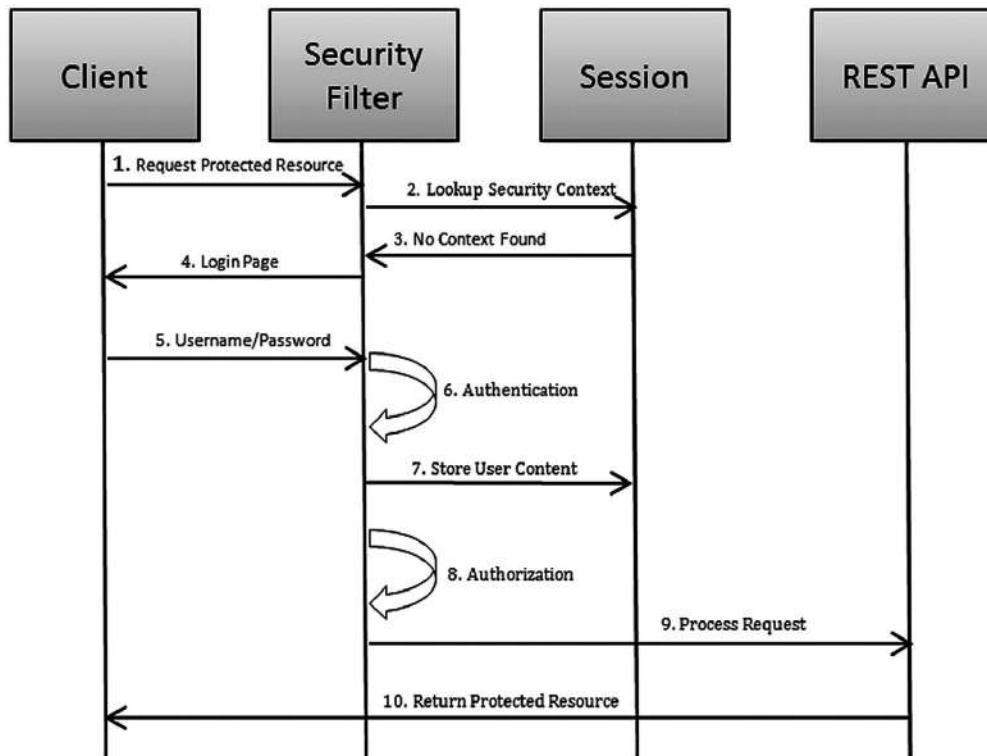 Client
Security
Filter
Session
REST API
1. Request Protected Resource
2. Lookup Security Context
3. No Context Found
4. Login Page
5. Username/Password
6. Authentication
7. Store User Content
8. Authorization
9. Process Request
10. Return Protected Resource